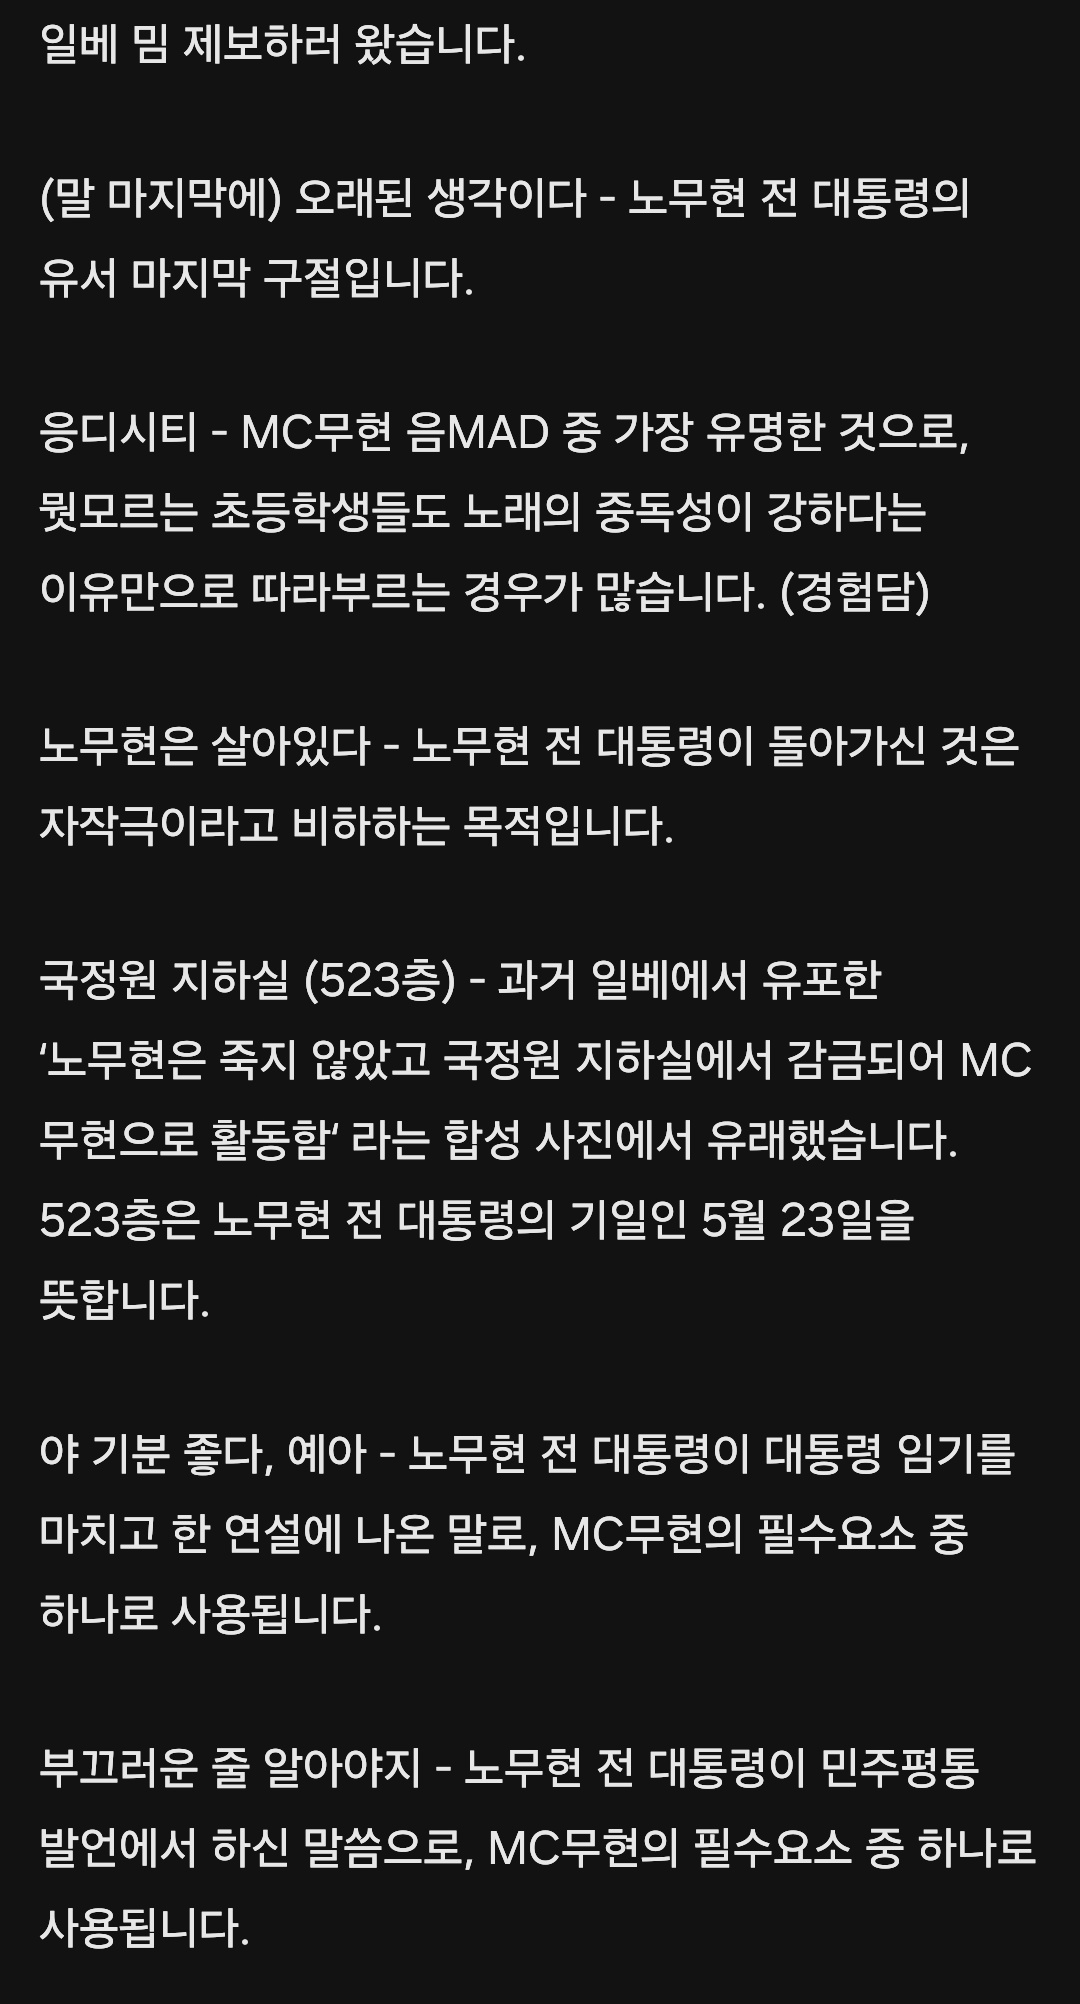 일베 밈 제보하러 왔습니다.
(말 마지막에) 오래된 생각이다 - 노무현 전 대통령의
유서 마지막 구절입니다.
응디시티 - MC무현 음MAD 중 가장 유명한 것으로,
뭣모르는 초등학생들도 노래의 중독성이 강하다는
이유만으로 따라부르는 경우가 많습니다. (경험담)
노무현은 살아있다 - 노무현 전 대통령이 돌아가신 것은
자작극이라고 비하하는 목적입니다.
국정원 지하실 (523층) - 과거 일베에서 유포한
‘노무현은 죽지 않았고 국정원 지하실에서 감금되어 MC
무현으로 활동함‘ 라는 합성 사진에서 유래했습니다.
523층은 노무현 전 대통령의 기일인 5월 23일을
뜻합니다.
야 기분 좋다, 예아 - 노무현 전 대통령이 대통령 임기를
마치고 한 연설에 나온 말로, MC무현의 필수요소 중
하나로 사용됩니다.
부끄러운 줄 알아야지 - 노무현 전 대통령이 민주평통
발언에서 하신 말씀으로, MC무현의 필수요소 중 하나로
사용됩니다.